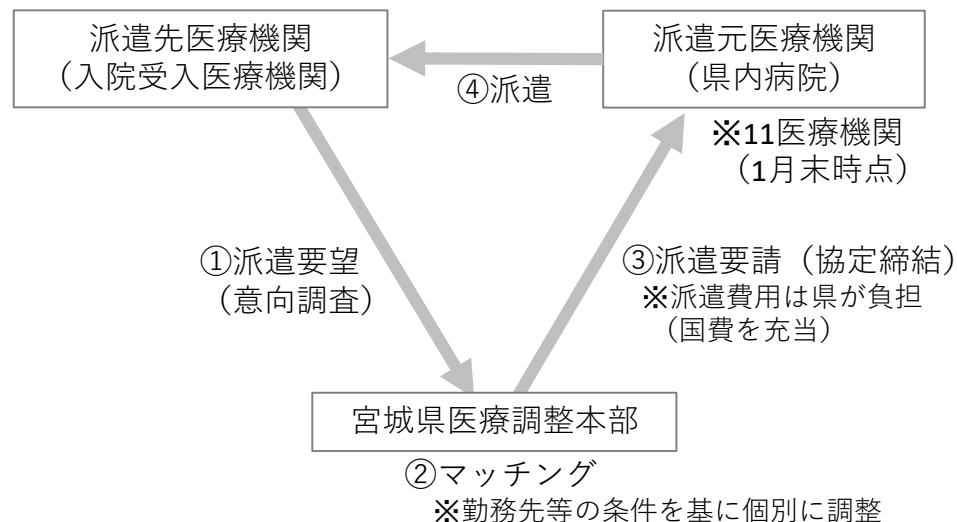 派遣先医療機関
（入院受入医療機関）
派遣元医療機関
（県内病院）
④派遣
※11医療機関
（1月末時点）
①派遣要望
（意向調査）
③派遣要請（協定締結）
※派遣費用は県が負担
（国費を充当）
宮城県医療調整本部
②マッチング
※勤務先等の条件を基に個別に調整